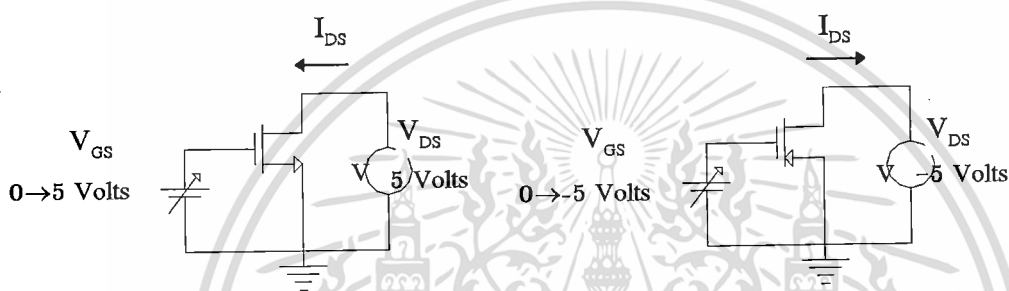 I_DS
V_GS
0→5 Volts
V_DS
V 5 Volts
I_DS
V_GS
0→-5 Volts
V_DS
V -5 Volts